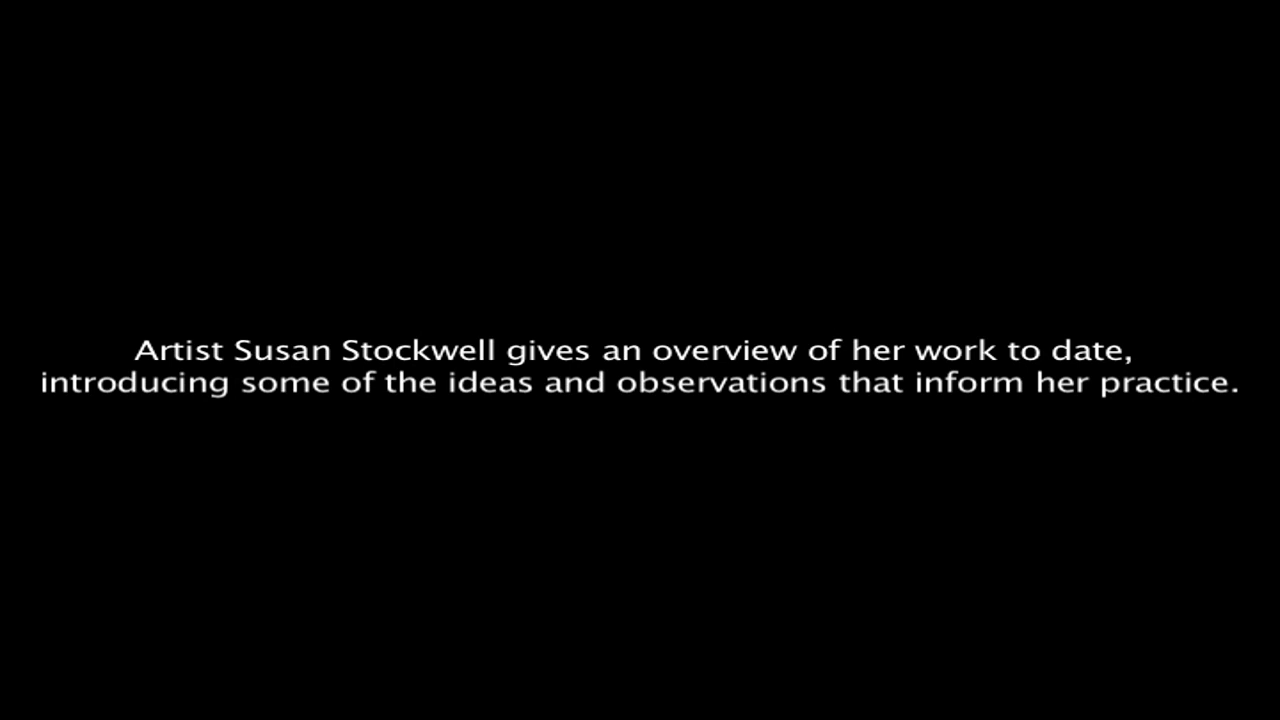 Artist Susan Stockwell gives an overview of her work to date,
introducing some of the ideas and observations that inform her practice.